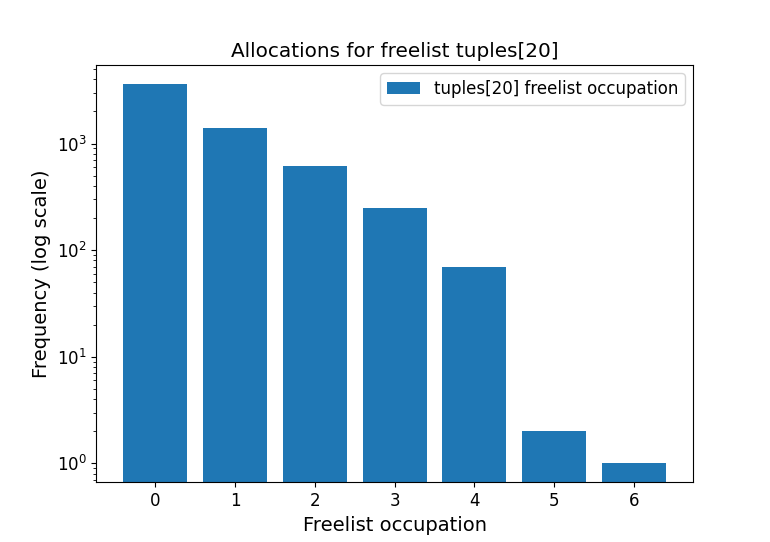 Allocations for freelist tuples[20]
tuples[20] freelist occupation
Frequency (log scale)
10³
10²
10¹
10⁰
0 1 2 3 4 5 6
Freelist occupation